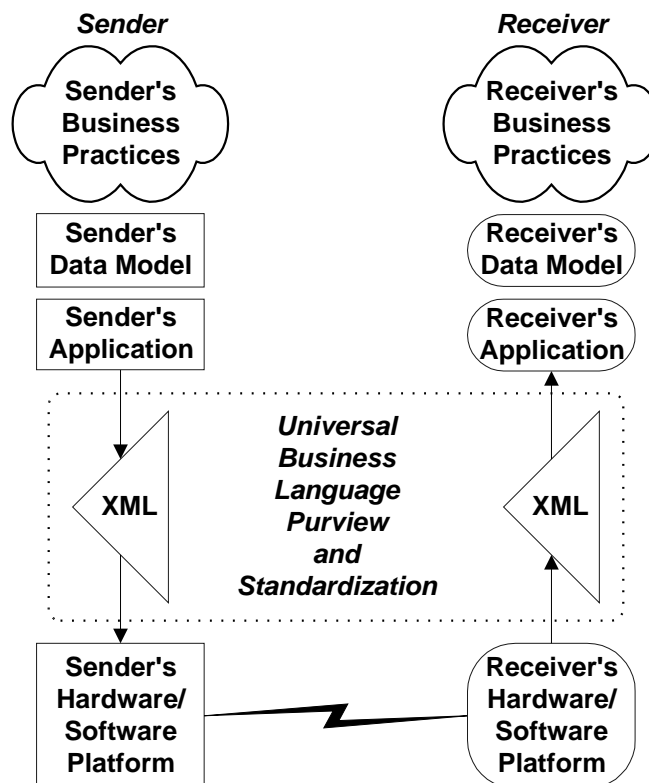 Sender
Sender's
Business
Practices
Sender's
Data Model
Sender's
Application
XML
Sender's
Hardware/
Software
Platform
Universal
Business
Language
Purview
and
Standardization
Receiver
Receiver's
Business
Practices
Receiver's
Data Model
Receiver's
Application
XML
Receiver's
Hardware/
Software
Platform